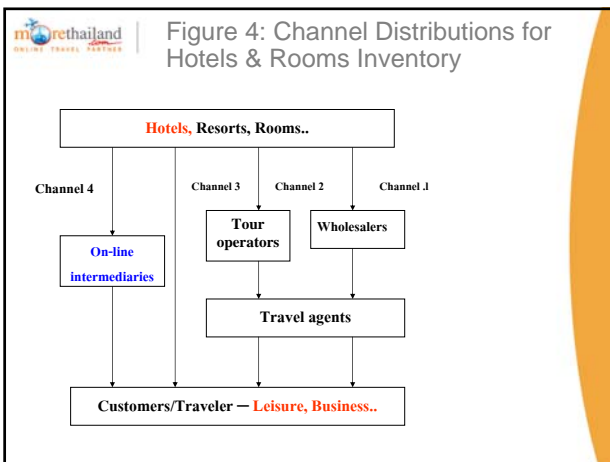 morethailand
.com
ONLINE TRAVEL PARTNER
Figure 4: Channel Distributions for
Hotels & Rooms Inventory
Hotels, Resorts, Rooms..
Channel 4
Channel 3
Channel 2
Channel .l
Tour
operators
Wholesalers
On-line
intermediaries
Travel agents
Customers/Traveler — Leisure, Business..